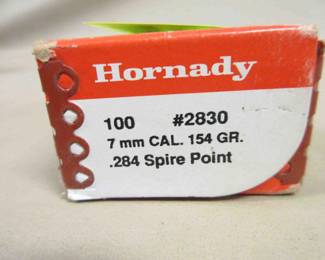 Hornady
100 #2830
7 mm CAL. 154 GR.
.284 Spire Point